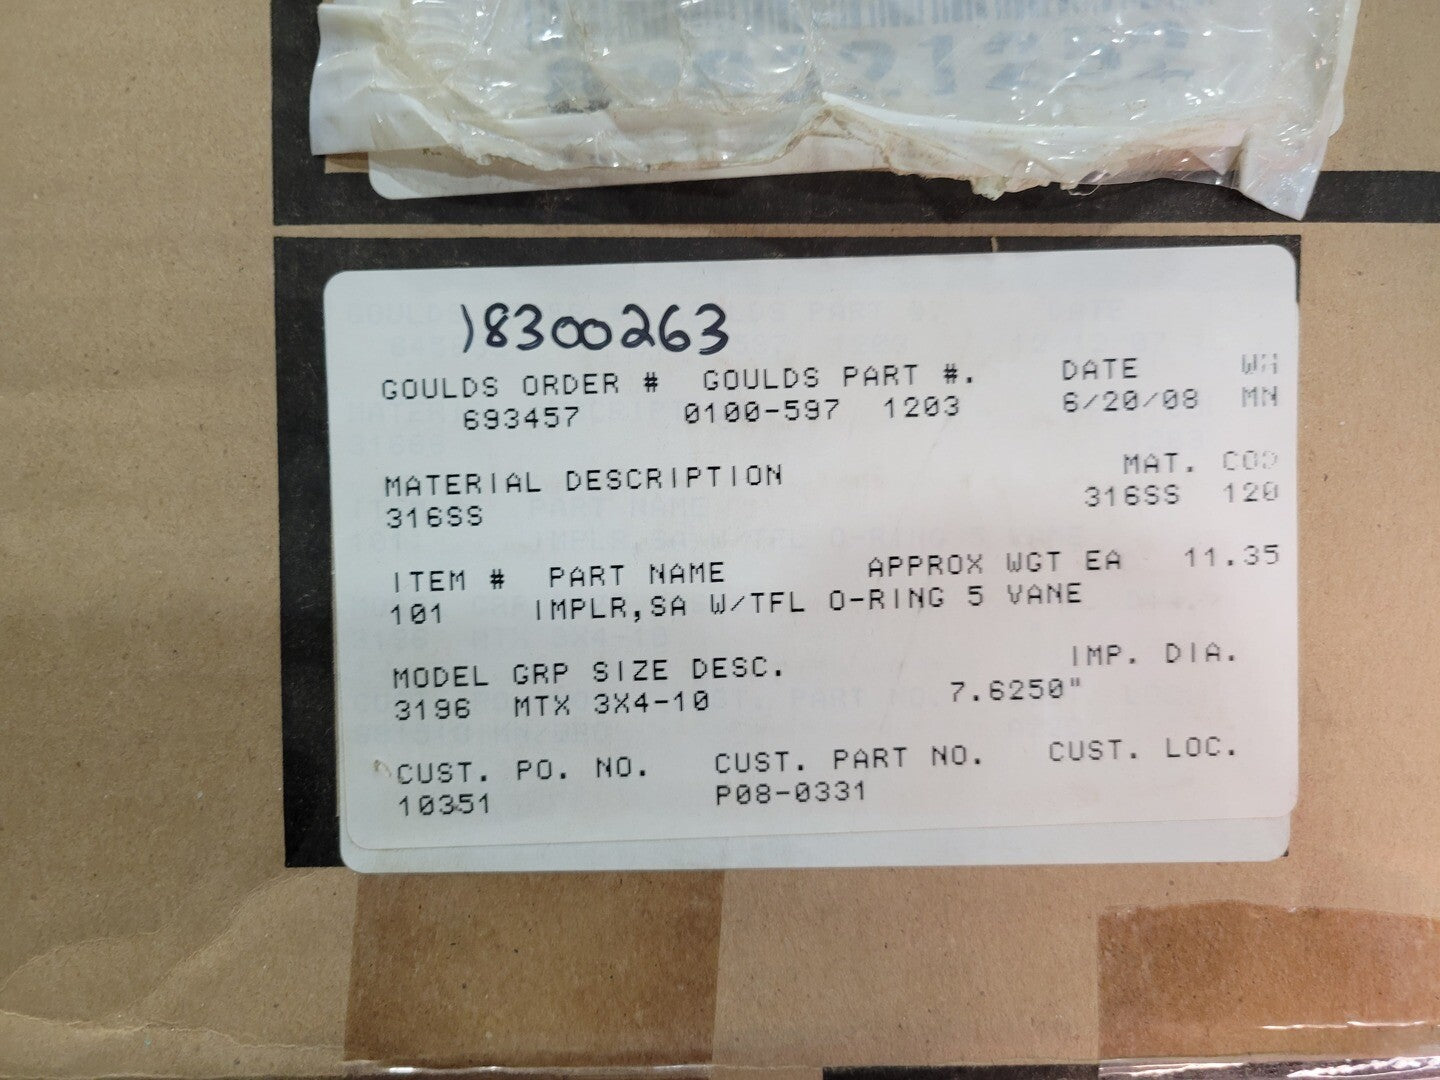 18300263
GOULDS ORDER # GOULDS PART #. DATE WH
693457 0100-597 1203 6/20/08 MN
MATERIAL DESCRIPTION MAT. COD
316SS 316SS 120
ITEM # PART NAME APPROX WGT EA 11.35
101 IMPLR,SA W/TFL O-RING 5 VANE
MODEL GRP SIZE DESC. IMP. DIA.
3196 MTX 3X4-10 7.6250"
CUST. PO. NO. CUST. PART NO. CUST. LOC.
10351 P08-0331